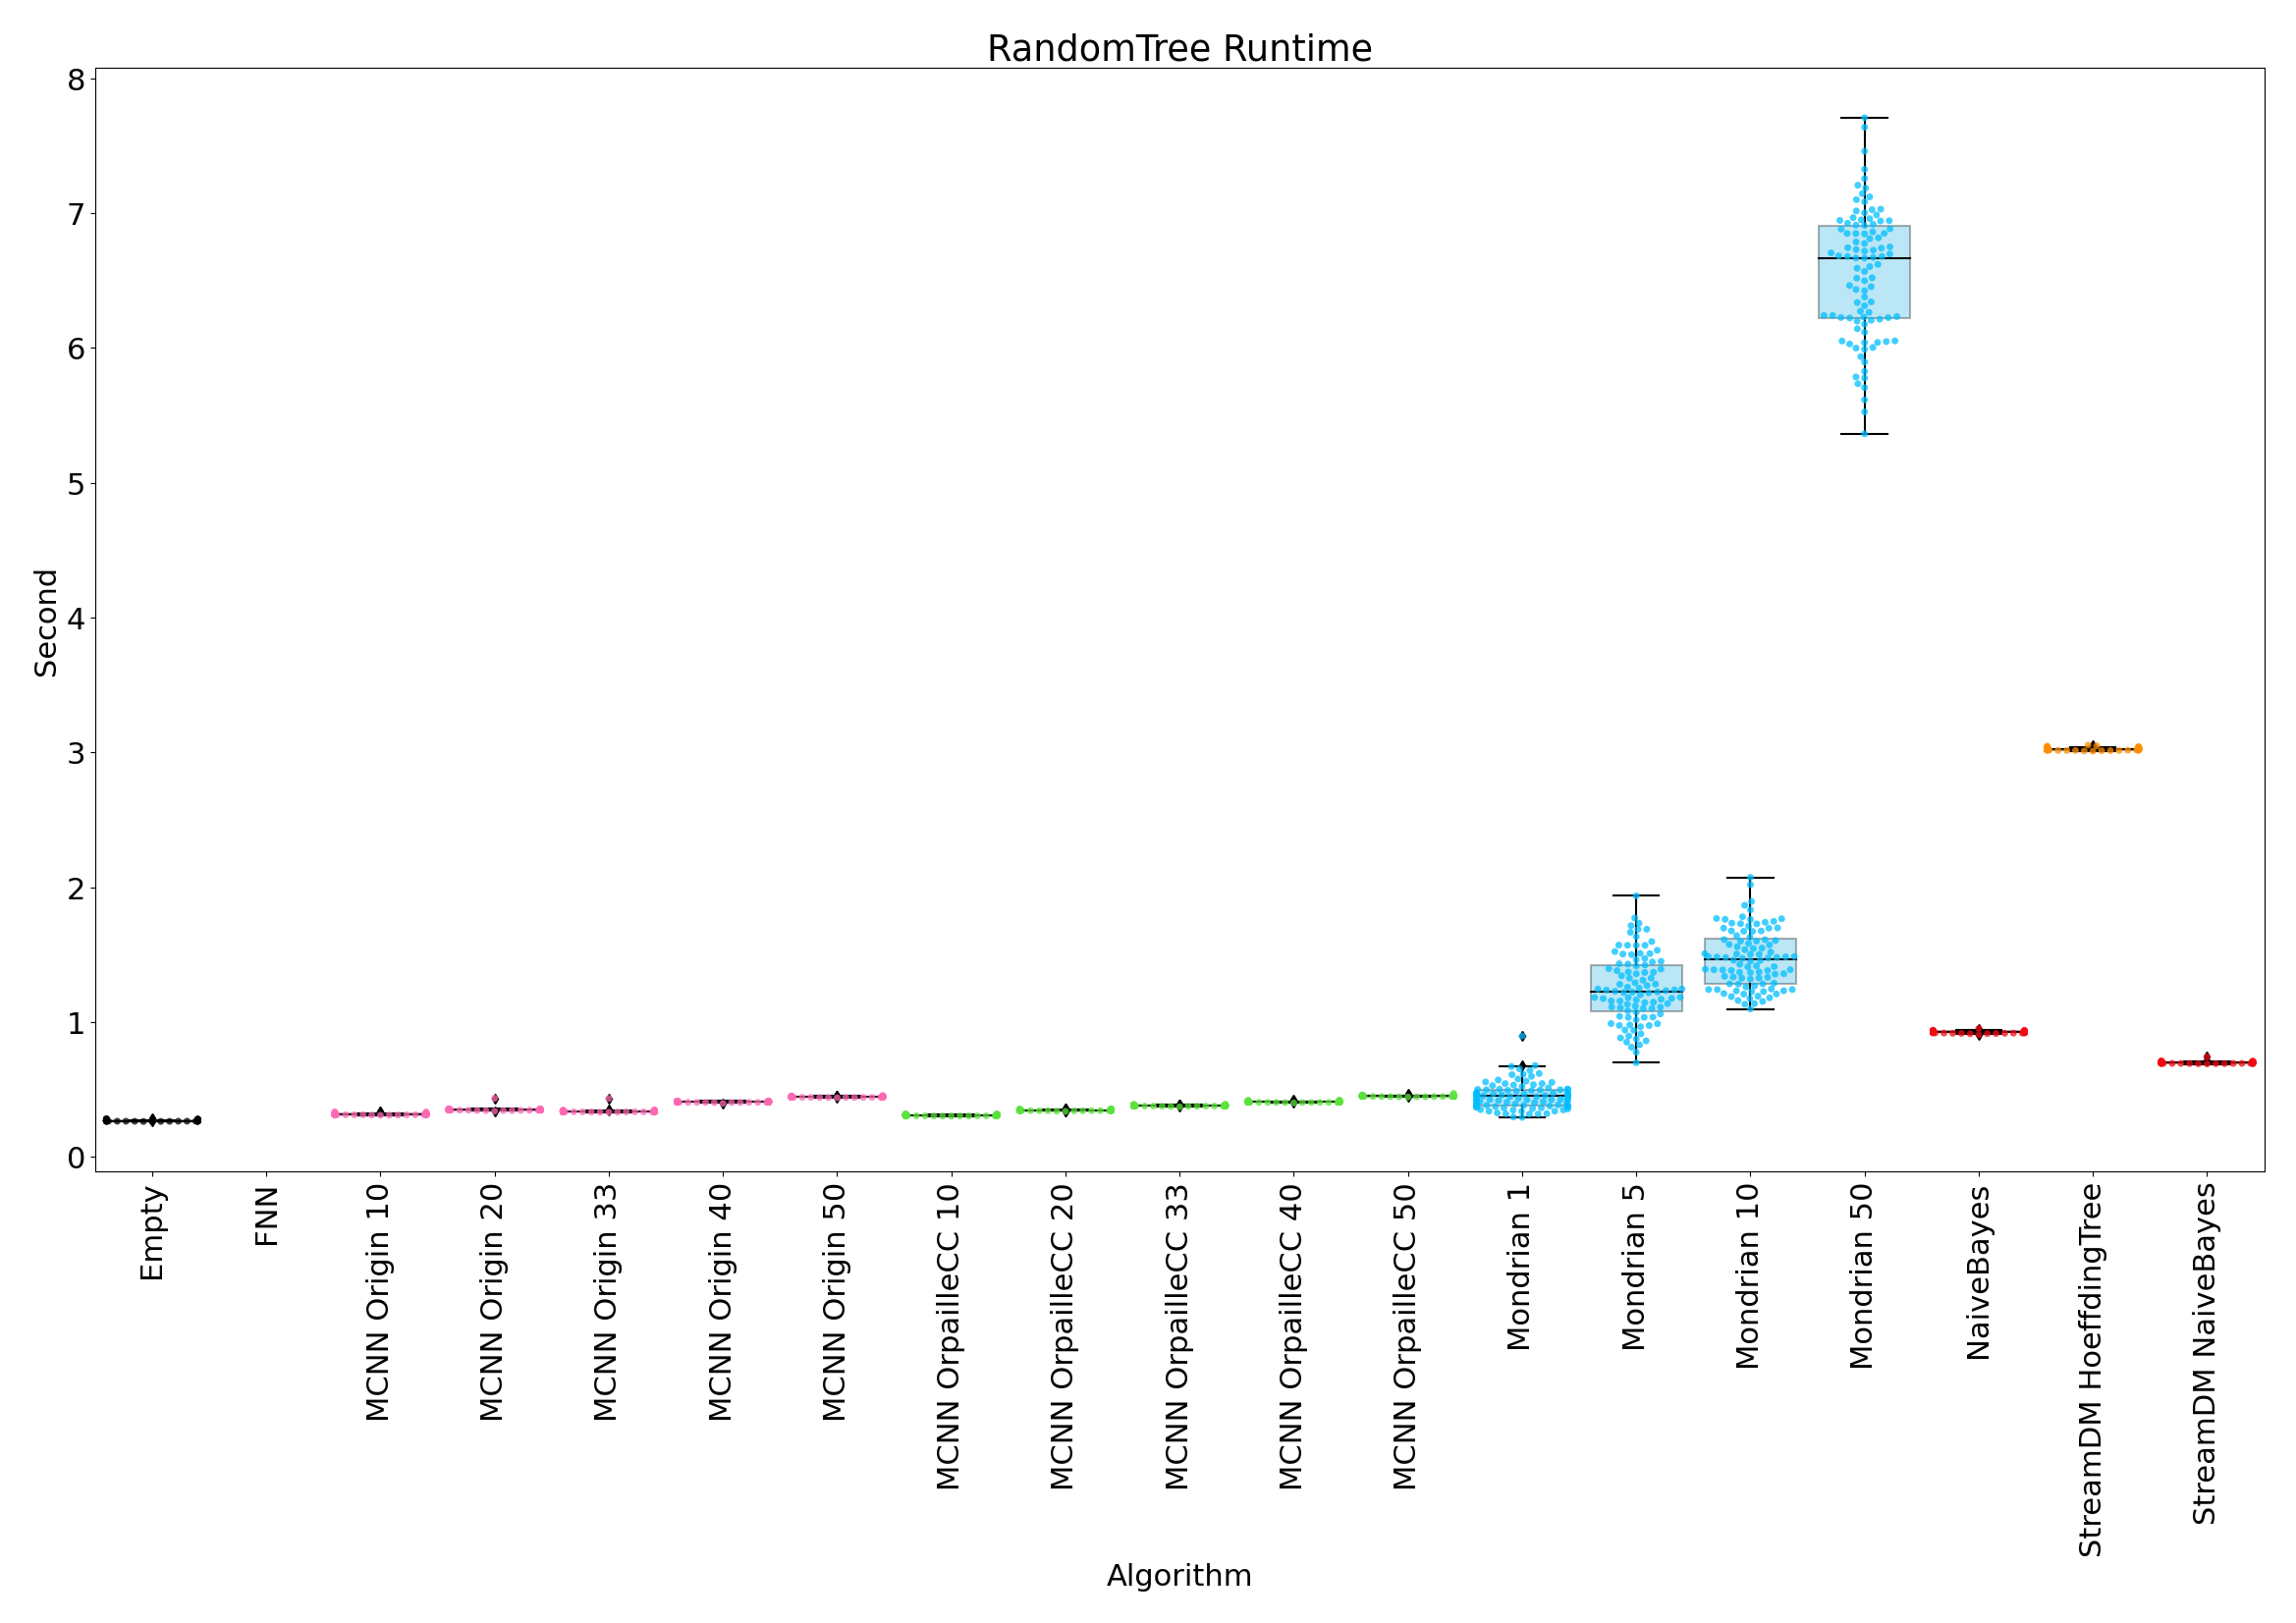 RandomTree Runtime
Second
8
7
6
5
4
3
2
1
0
Empty
FNN
MCNN Origin 10
MCNN Origin 20
MCNN Origin 33
MCNN Origin 40
MCNN Origin 50
MCNN OrpailleCC 10
MCNN OrpailleCC 20
MCNN OrpailleCC 33
MCNN OrpailleCC 40
MCNN OrpailleCC 50
Mondrian 1
Mondrian 5
Mondrian 10
Mondrian 50
NaiveBayes
StreamDM HoeffdingTree
StreamDM NaiveBayes
Algorithm